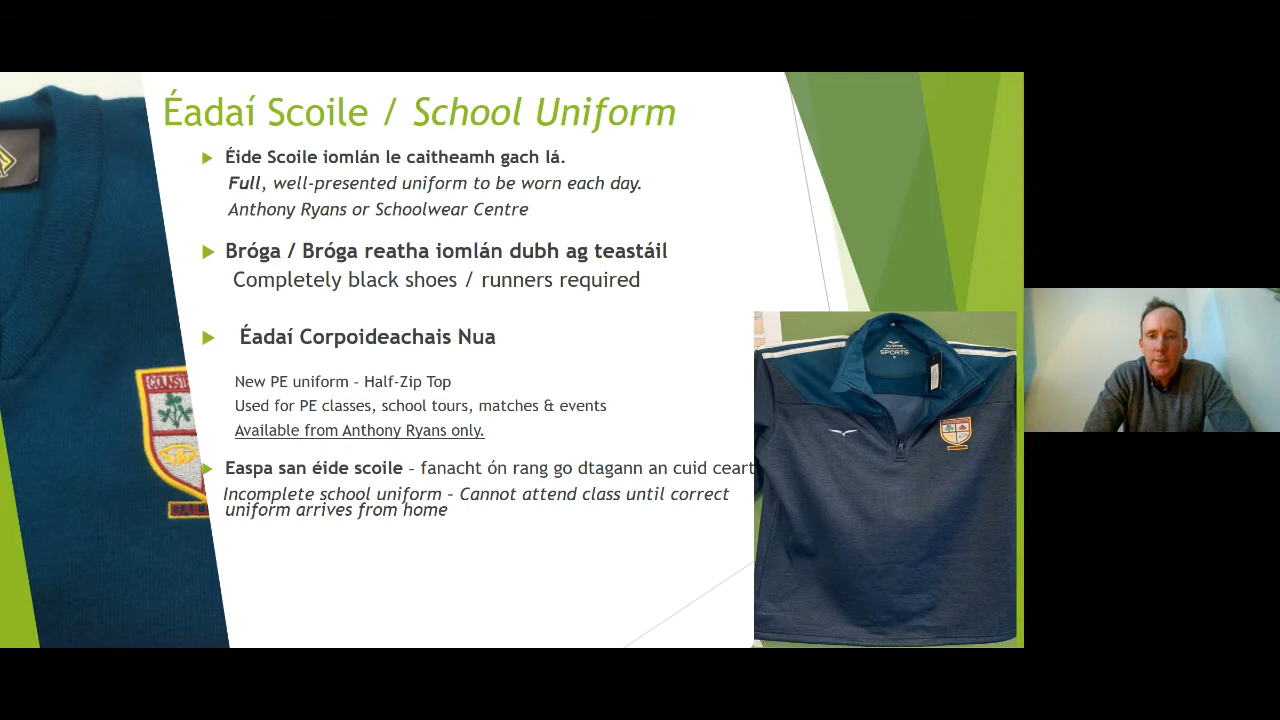 Éadaí Scoile / School Uniform
Éide Scoile iomlán le caitheamh gach lá.
Full, well-presented uniform to be worn each day.
Anthony Ryans or Schoolwear Centre
Bróga / Bróga reatha iomlán dubh ag teastáil
Completely black shoes / runners required
Éadaí Corpoideachais Nua
New PE uniform – Half-Zip Top
Used for PE classes, school tours, matches & events
Available from Anthony Ryans only.
Easpa san éide scoile – fanacht ón rang go dtagann an cuid ceart
Incomplete school uniform – Cannot attend class until correct
uniform arrives from home
SPORTS